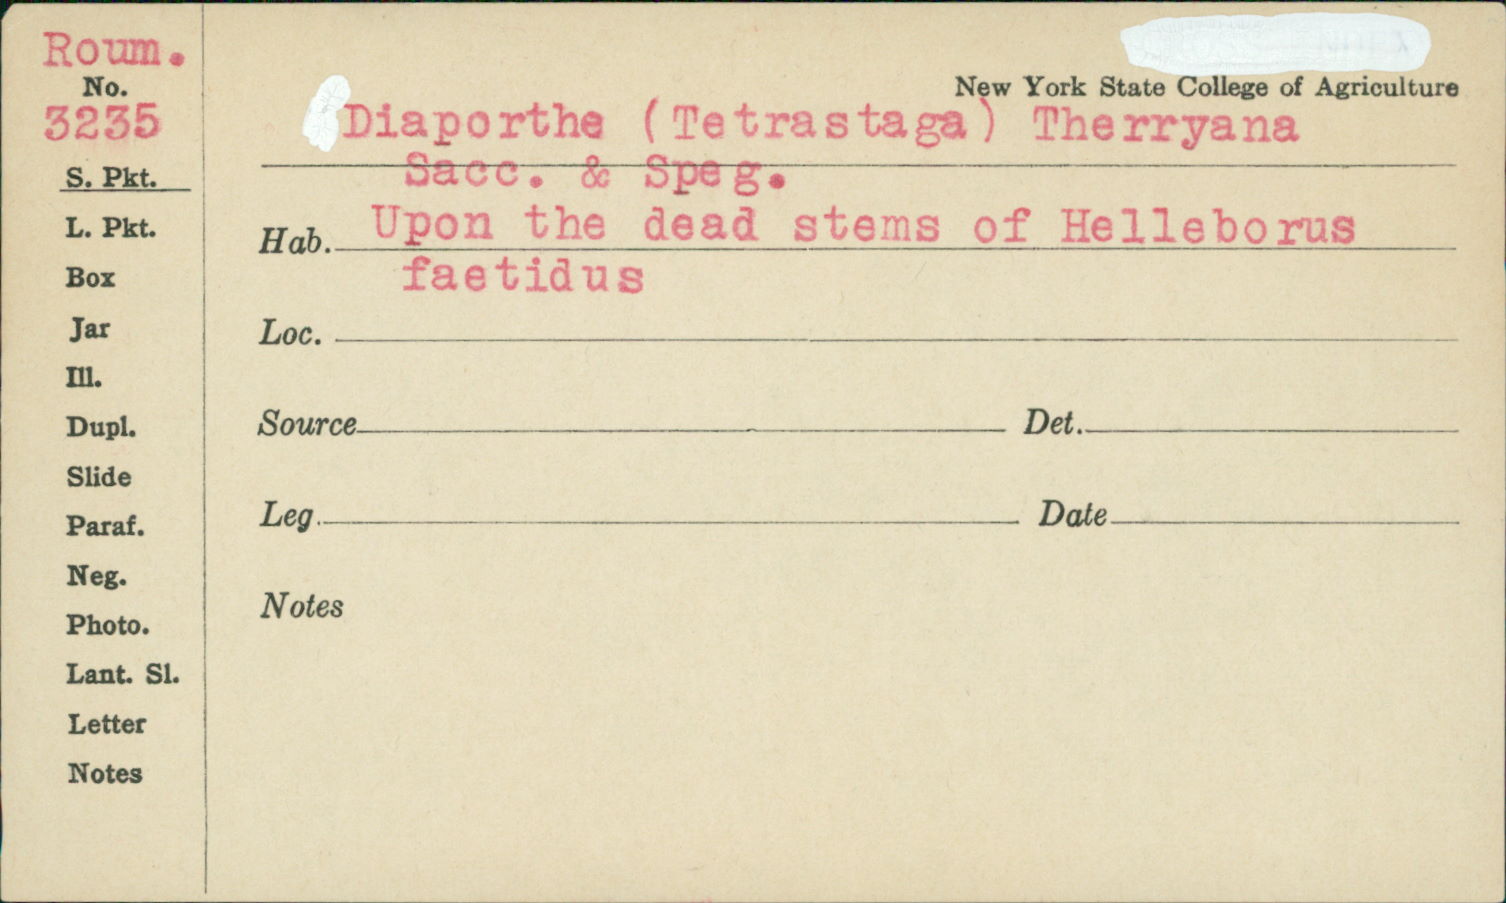 Roum.
No.
3235
S. Pkt.
L. Pkt.
Box
Jar
Ill.
Dupl.
Slide
Paraf.
Neg.
Photo.
Lant. Sl.
Letter
Notes
New York State College of Agriculture
Diaporthe (Tetrastaga) Therryana
Sacc. & Speg.
Hab. Upon the dead stems of Helleborus
faetidus
Loc.
Source Det.
Leg. Date
Notes